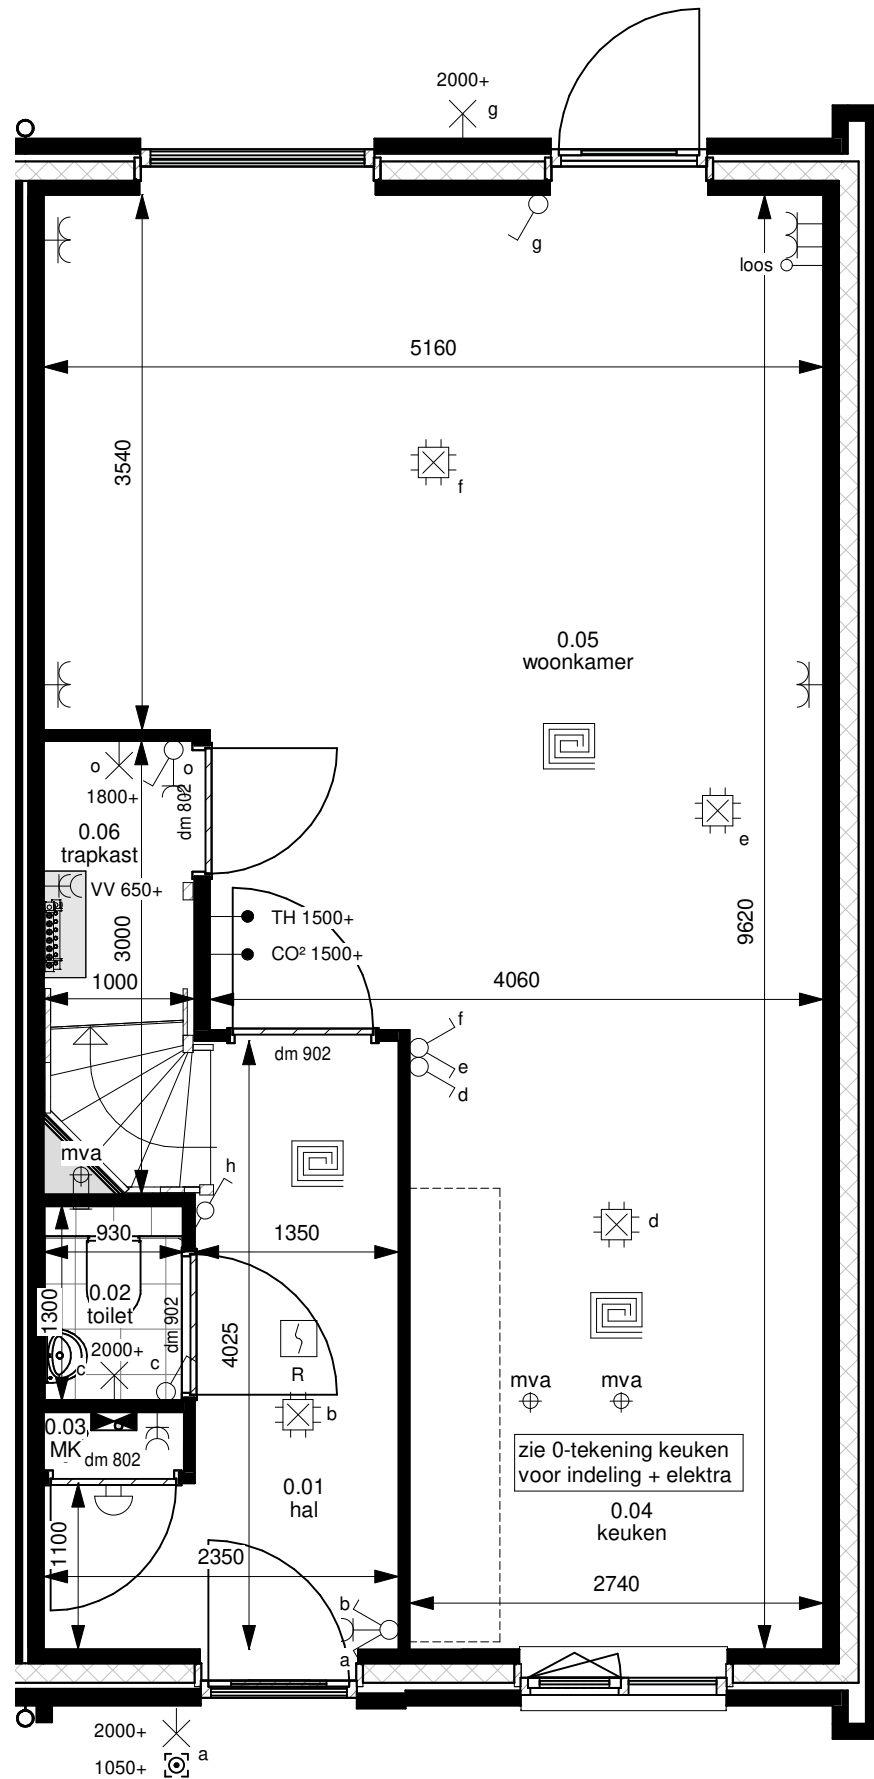 2000+
g
g
loos
5160
3540
f
0.05
woonkamer
o
o
1800+
dm 802
0.06
trapkast
e
VV 650+
3000
TH 1500+
9620
CO² 1500+
1000
4060
f
dm 902
e
d
mva
h
d
930
1350
0.02
toilet
1300
dm 902
4025
2000+
c
c
R
mva
mva
b
0.03
MK
dm 802
zie 0-tekening keuken
voor indeling + elektra
0.01
hal
0.04
keuken
1100
2350
2740
b
a
2000+
a
1050+